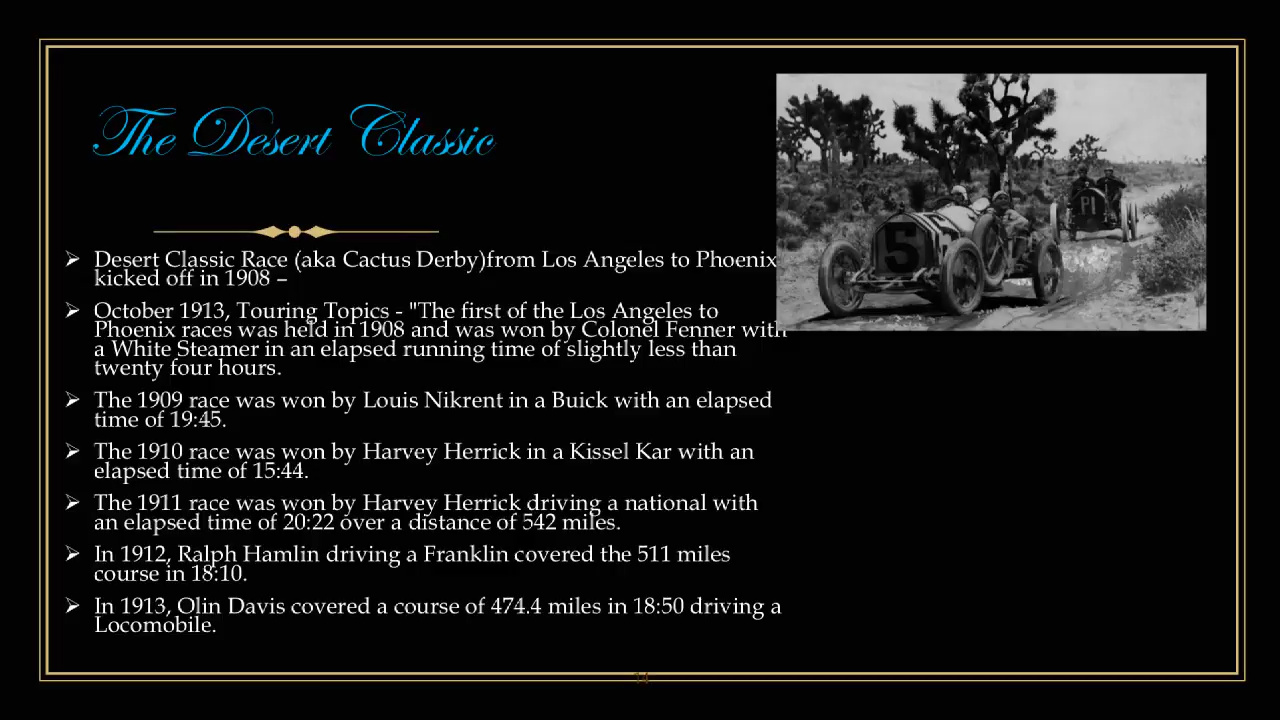 The Desert Classic
Desert Classic Race (aka Cactus Derby)from Los Angeles to Phoenix
kicked off in 1908 –
October 1913, Touring Topics - "The first of the Los Angeles to
Phoenix races was held in 1908 and was won by Colonel Fenner with
a White Steamer in an elapsed running time of slightly less than
twenty four hours.
The 1909 race was won by Louis Nikrent in a Buick with an elapsed
time of 19:45.
The 1910 race was won by Harvey Herrick in a Kissel Kar with an
elapsed time of 15:44.
The 1911 race was won by Harvey Herrick driving a national with
an elapsed time of 20:22 over a distance of 542 miles.
In 1912, Ralph Hamlin driving a Franklin covered the 511 miles
course in 18:10.
In 1913, Olin Davis covered a course of 474.4 miles in 18:50 driving a
Locomobile.
5
P1